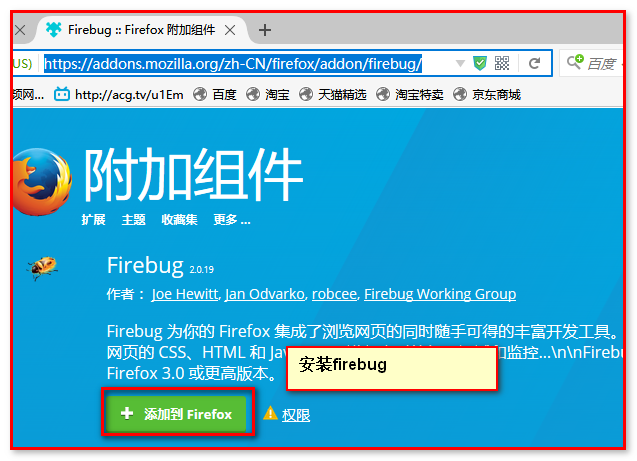 Firebug :: Firefox 附加组件
US) https://addons.mozilla.org/zh-CN/firefox/addon/firebug/ 百度
频网... http://acg.tv/u1Em 百度 淘宝 天猫精选 淘宝特卖 京东商城
附加组件
扩展 主题 收藏集 更多 ...
Firebug 2.0.19
作者： Joe Hewitt, Jan Odvarko, robcee, Firebug Working Group
Firebug 为你的 Firefox 集成了浏览网页的同时随手可得的丰富开发工具。
网页的 CSS、HTML 和 Jav 和监控...\n\nFirebu
安装firebug
Firefox 3.0 或更高版本。
添加到 Firefox 权限